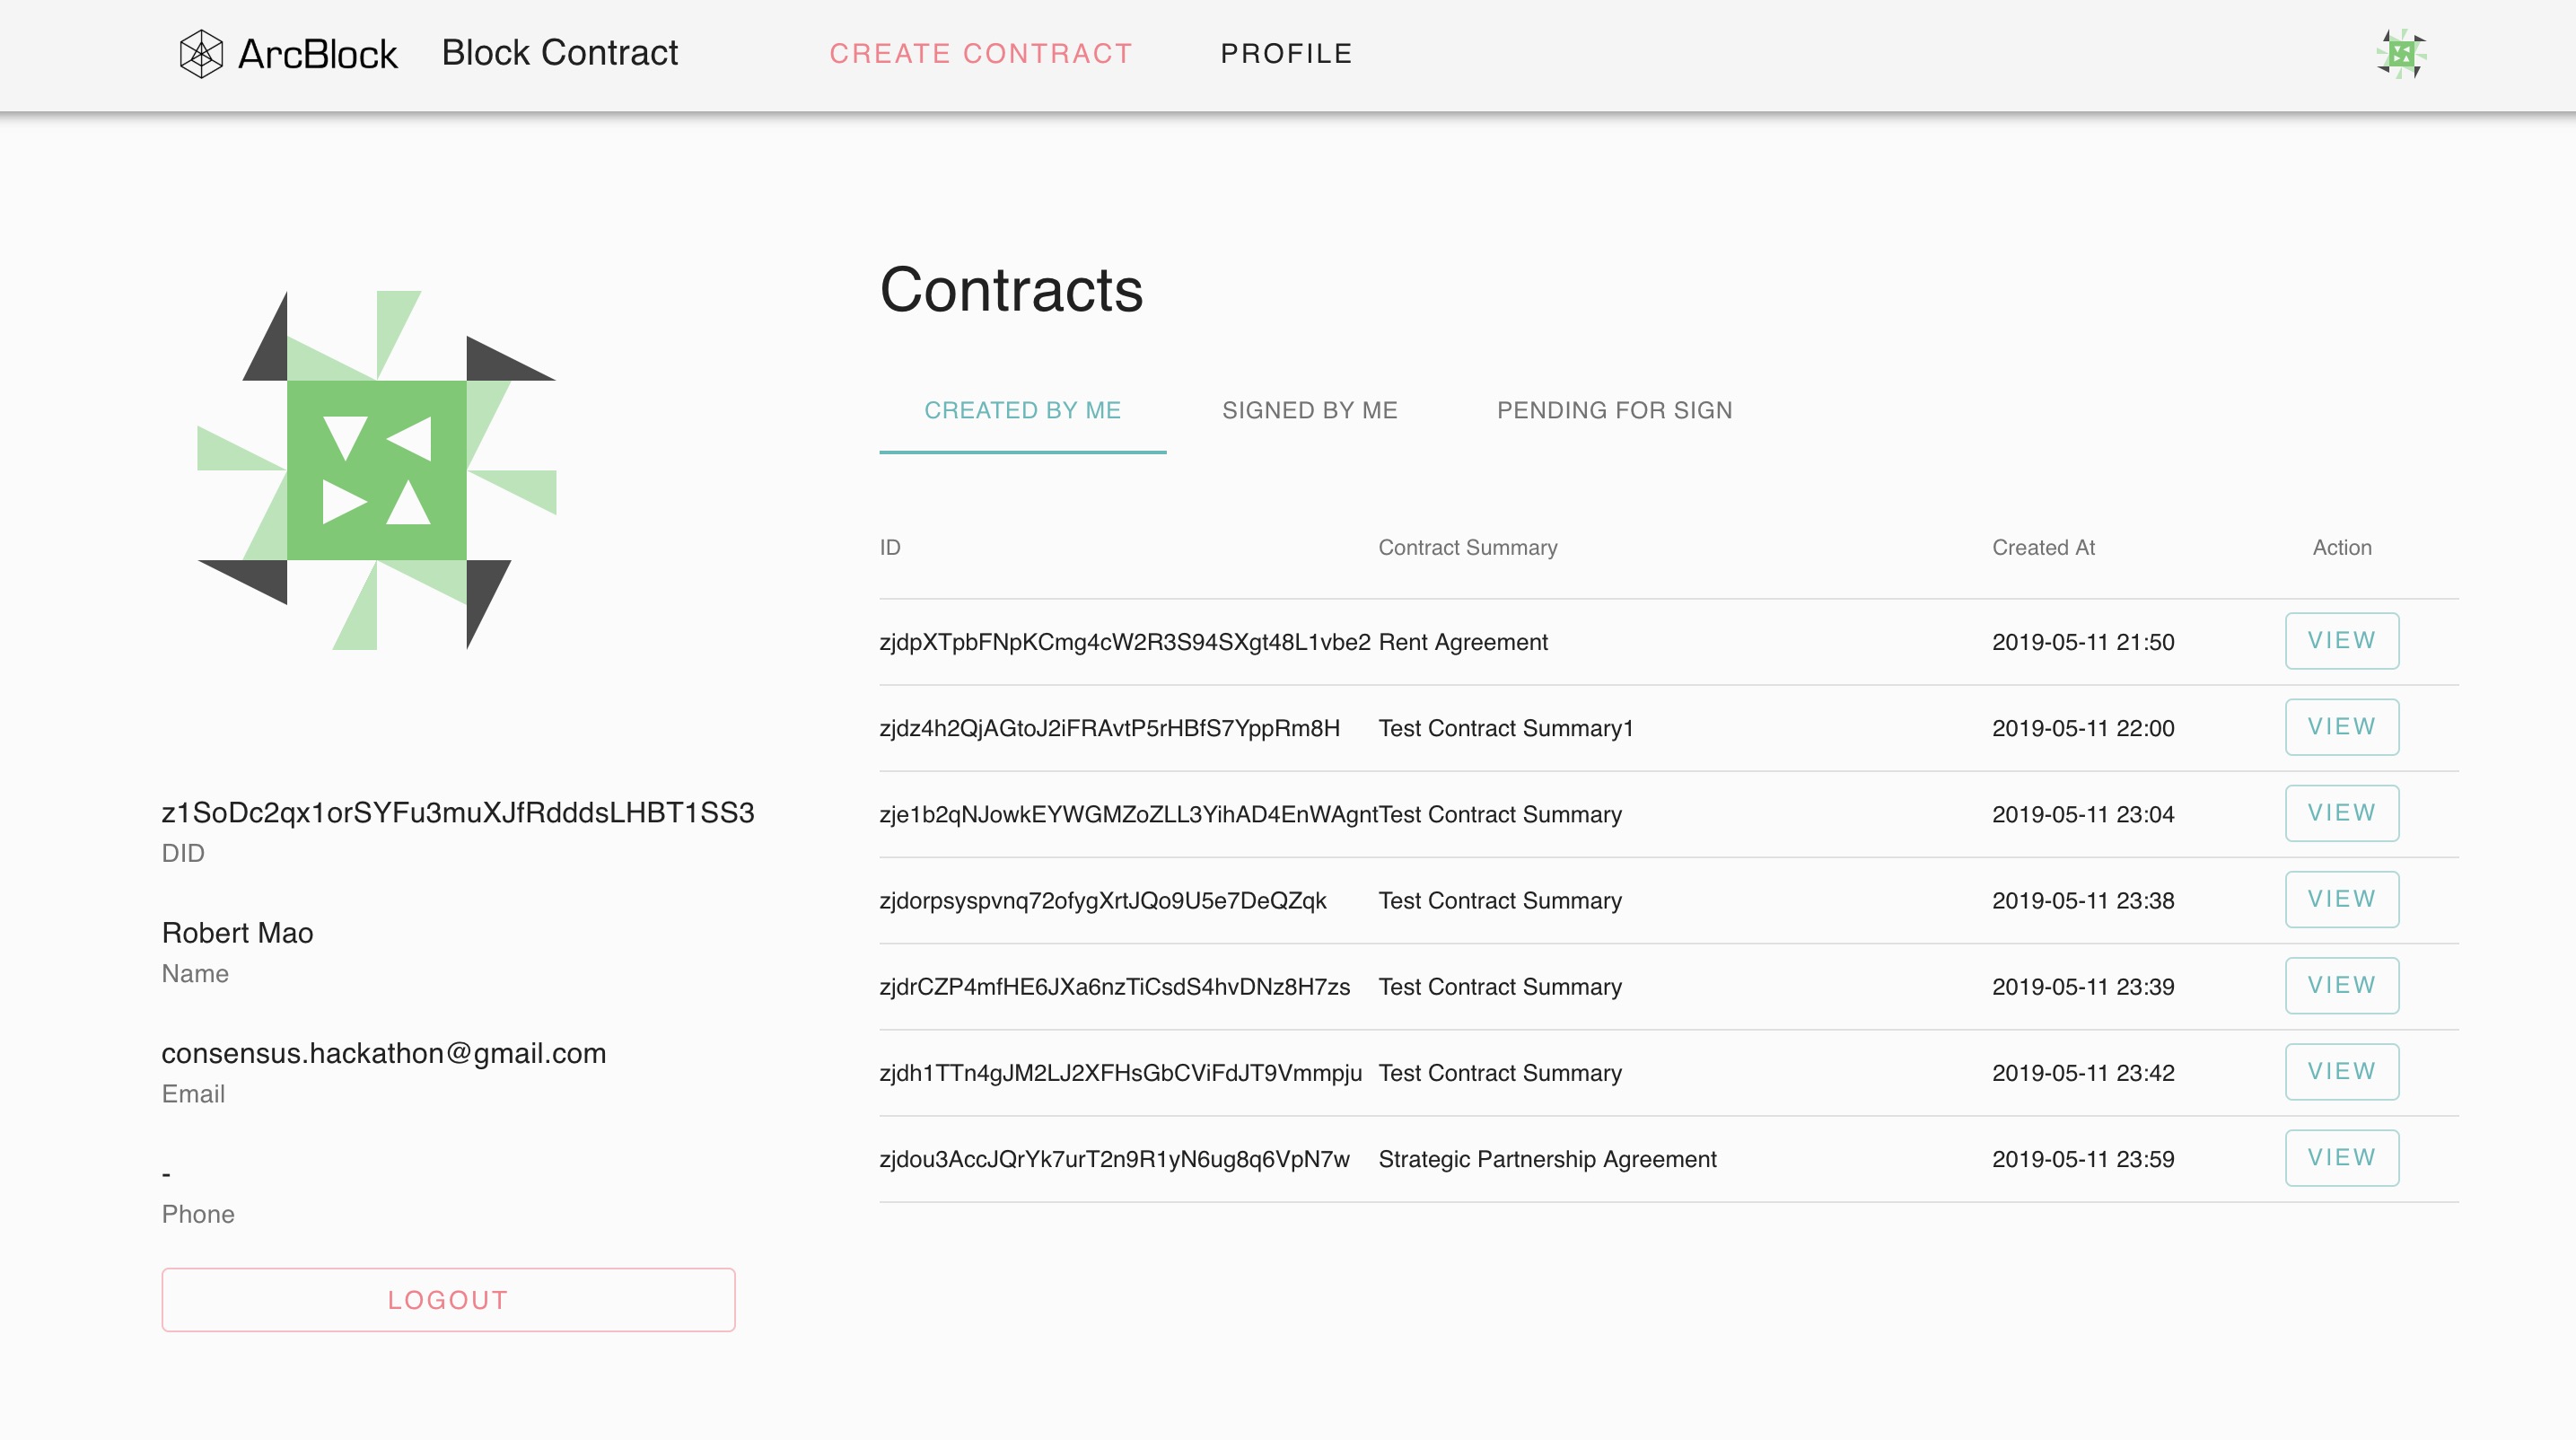 ArcBlock Block Contract CREATE CONTRACT PROFILE
z1SoDc2qx1orSYFu3muXJfRdddsLHBT1SS3
DID
Robert Mao
Name
consensus.hackathon@gmail.com
Email
-
Phone
LOGOUT
Contracts
CREATED BY ME SIGNED BY ME PENDING FOR SIGN
ID Contract Summary Created At Action
zjdpXTpbFNpKCmg4cW2R3S94SXgt48L1vbe2 Rent Agreement 2019-05-11 21:50 VIEW
zjdz4h2QjAGtoJ2iFRAvtP5rHBfS7YppRm8H Test Contract Summary1 2019-05-11 22:00 VIEW
zje1b2qNJowkEYWGMZoZLL3YihAD4EnWAgnt Test Contract Summary 2019-05-11 23:04 VIEW
zjdorpsyspvnq72ofygXrtJQo9U5e7DeQZqk Test Contract Summary 2019-05-11 23:38 VIEW
zjdrCZP4mfHE6JXa6nzTiCsdS4hvDNz8H7zs Test Contract Summary 2019-05-11 23:39 VIEW
zjdh1TTn4gJM2LJ2XFHsGbCViFdJT9Vmmpju Test Contract Summary 2019-05-11 23:42 VIEW
zjdou3AccJQrYk7urT2n9R1yN6ug8q6VpN7w Strategic Partnership Agreement 2019-05-11 23:59 VIEW